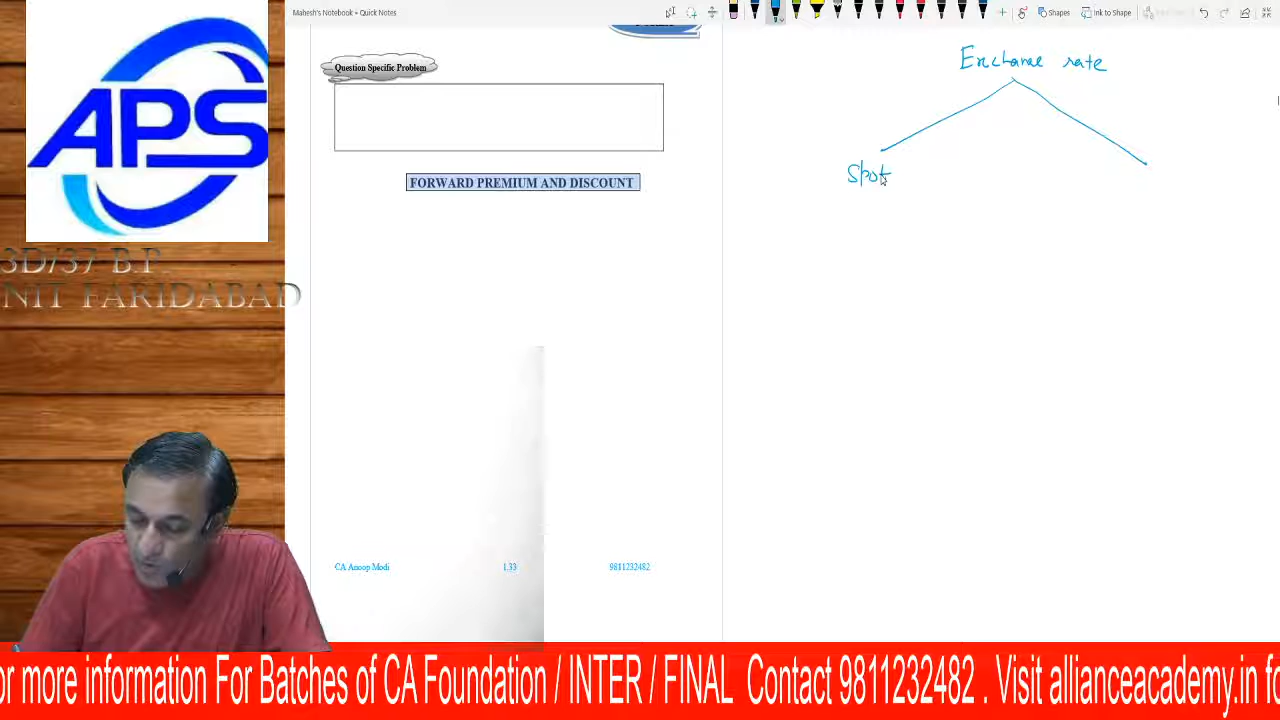 Mahesh's Notebook • Quick Notes
Shapes
Ink to Shape
APS
3D/37 B.P.
NIT FARIDABAD
Question Specific Problem
FORWARD PREMIUM AND DISCOUNT
CA Anoop Modi
1.33
9811232482
Exchange rate
Spot
or more information For Batches of CA Foundation / INTER / FINAL Contact 9811232482 . Visit allianceacademy.in fo